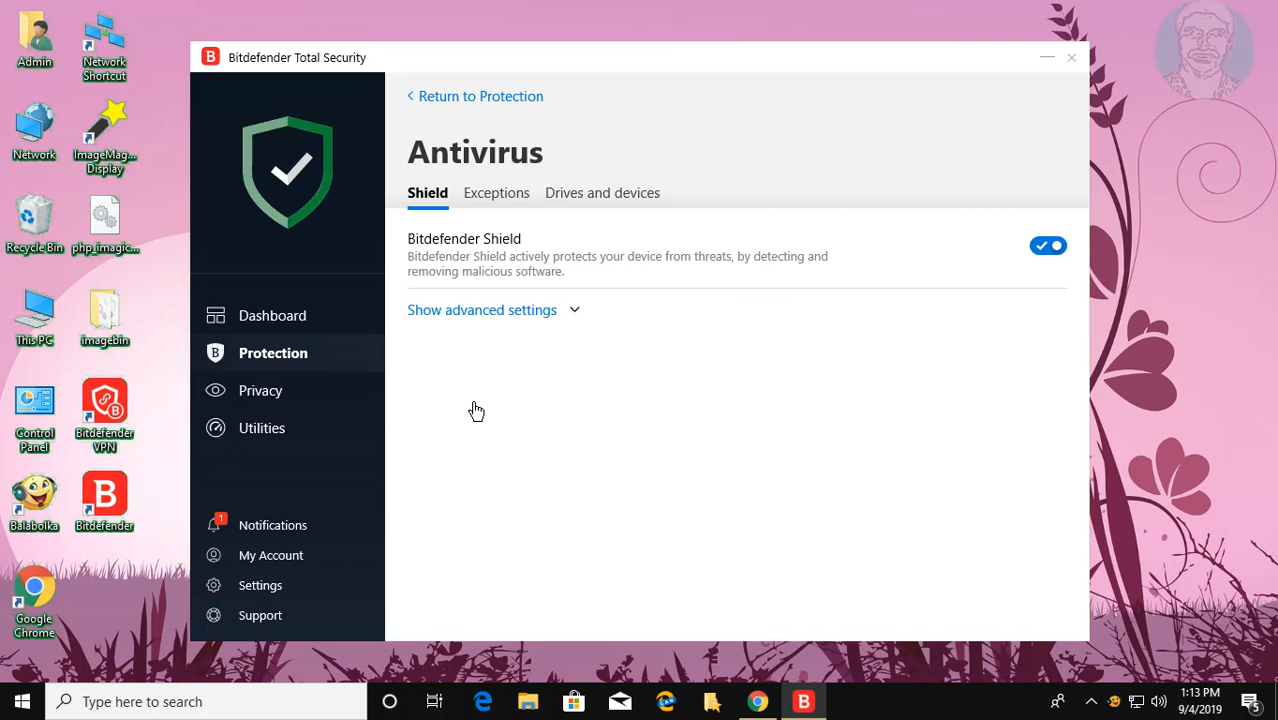 Admin
Network
Shortcut
Network
ImageMag...
Display
Recycle Bin
php_imagic...
This PC
imagebin
Control
Panel
Bitdefender
VPN
Balabolka
Bitdefender
Google
Chrome
B Bitdefender Total Security
Return to Protection
Antivirus
Shield Exceptions Drives and devices
Bitdefender Shield
Bitdefender Shield actively protects your device from threats, by detecting and
removing malicious software.
Show advanced settings
Dashboard
Protection
Privacy
Utilities
1
Notifications
My Account
Settings
Support
Type here to search
1:13 PM
9/4/2019
5